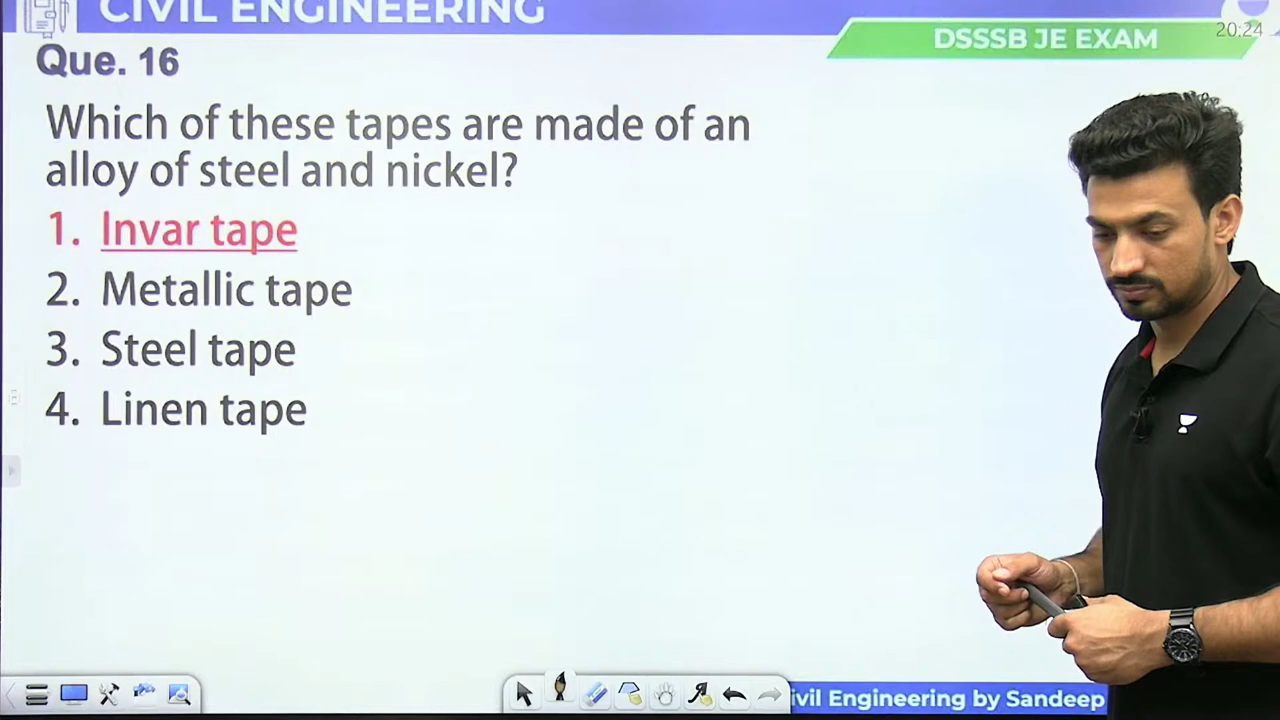 CIVIL ENGINEERING
DSSSB JE EXAM
20:24
Que. 16
Which of these tapes are made of an
alloy of steel and nickel?
1. Invar tape
2. Metallic tape
3. Steel tape
4. Linen tape
ivil Engineering by Sandeep